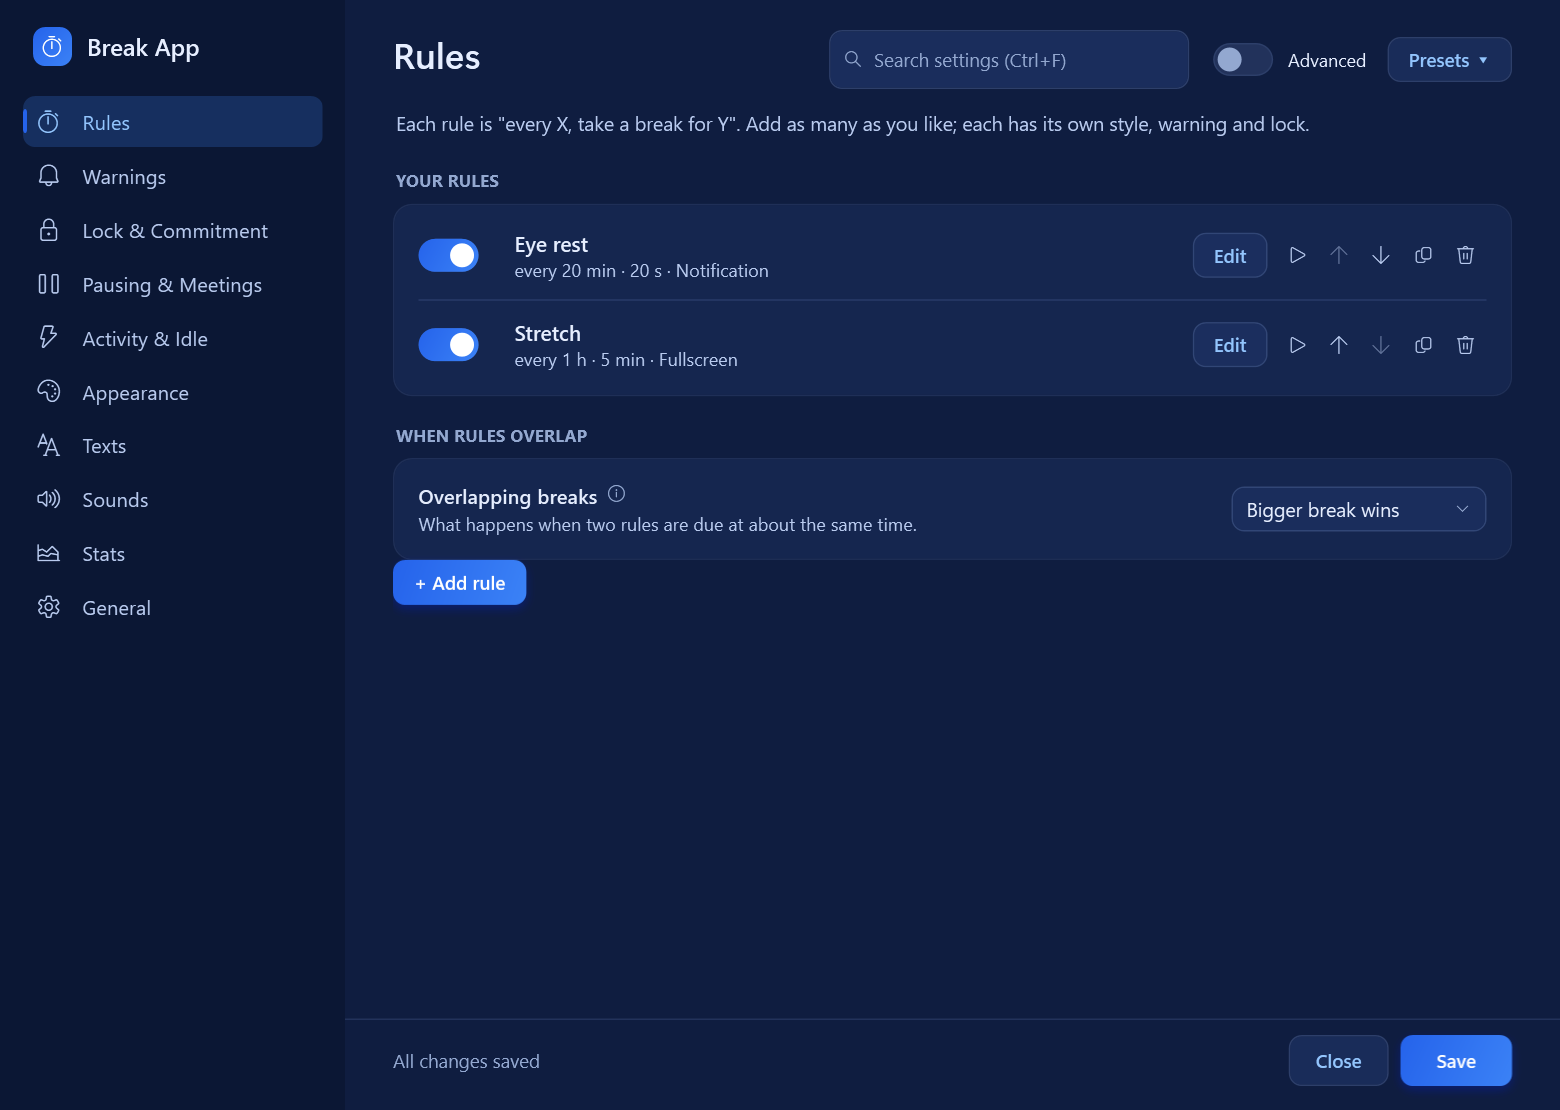 Break App
Rules
Warnings
Lock & Commitment
Pausing & Meetings
Activity & Idle
Appearance
Texts
Sounds
Stats
General
Rules
Search settings (Ctrl+F)
Advanced
Presets ▾
Each rule is "every X, take a break for Y". Add as many as you like; each has its own style, warning and lock.
YOUR RULES
Eye rest
every 20 min · 20 s · Notification
Edit
Stretch
every 1 h · 5 min · Fullscreen
Edit
WHEN RULES OVERLAP
Overlapping breaks
What happens when two rules are due at about the same time.
Bigger break wins
+ Add rule
All changes saved
Close
Save